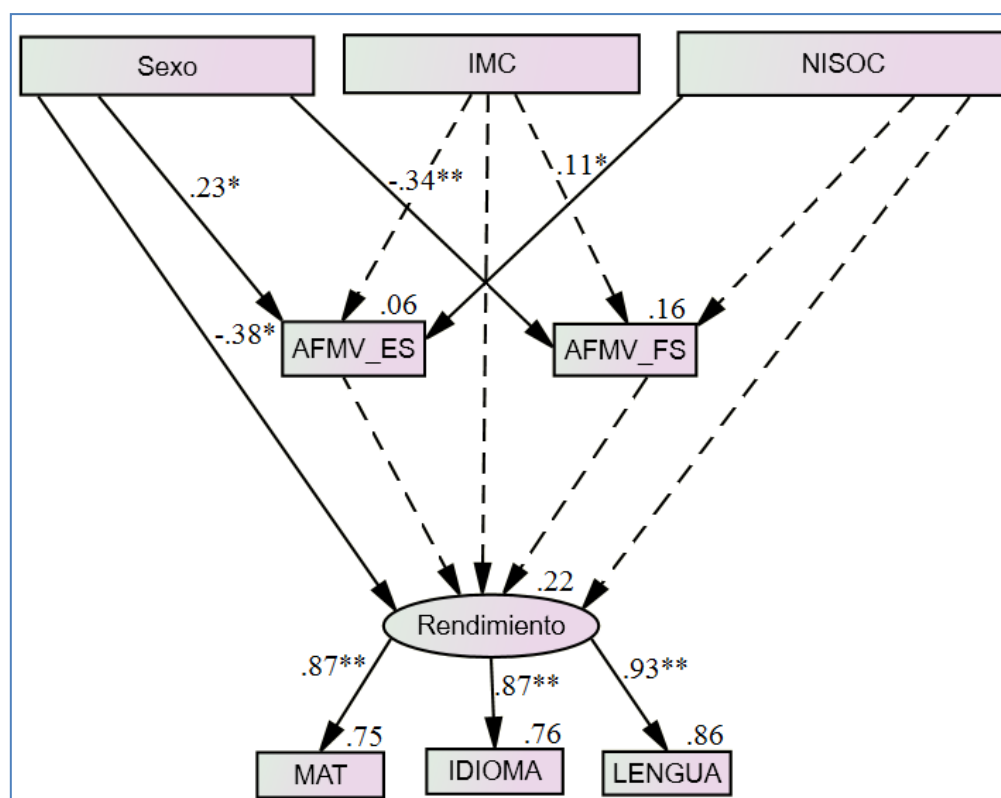 Sexo
IMC
NISOC
.23*
-.34**
.11*
-.38*
.06
.16
AFMV_ES
AFMV_FS
.22
Rendimiento
.87**
.87**
.93**
.75
.76
.86
MAT
IDIOMA
LENGUA